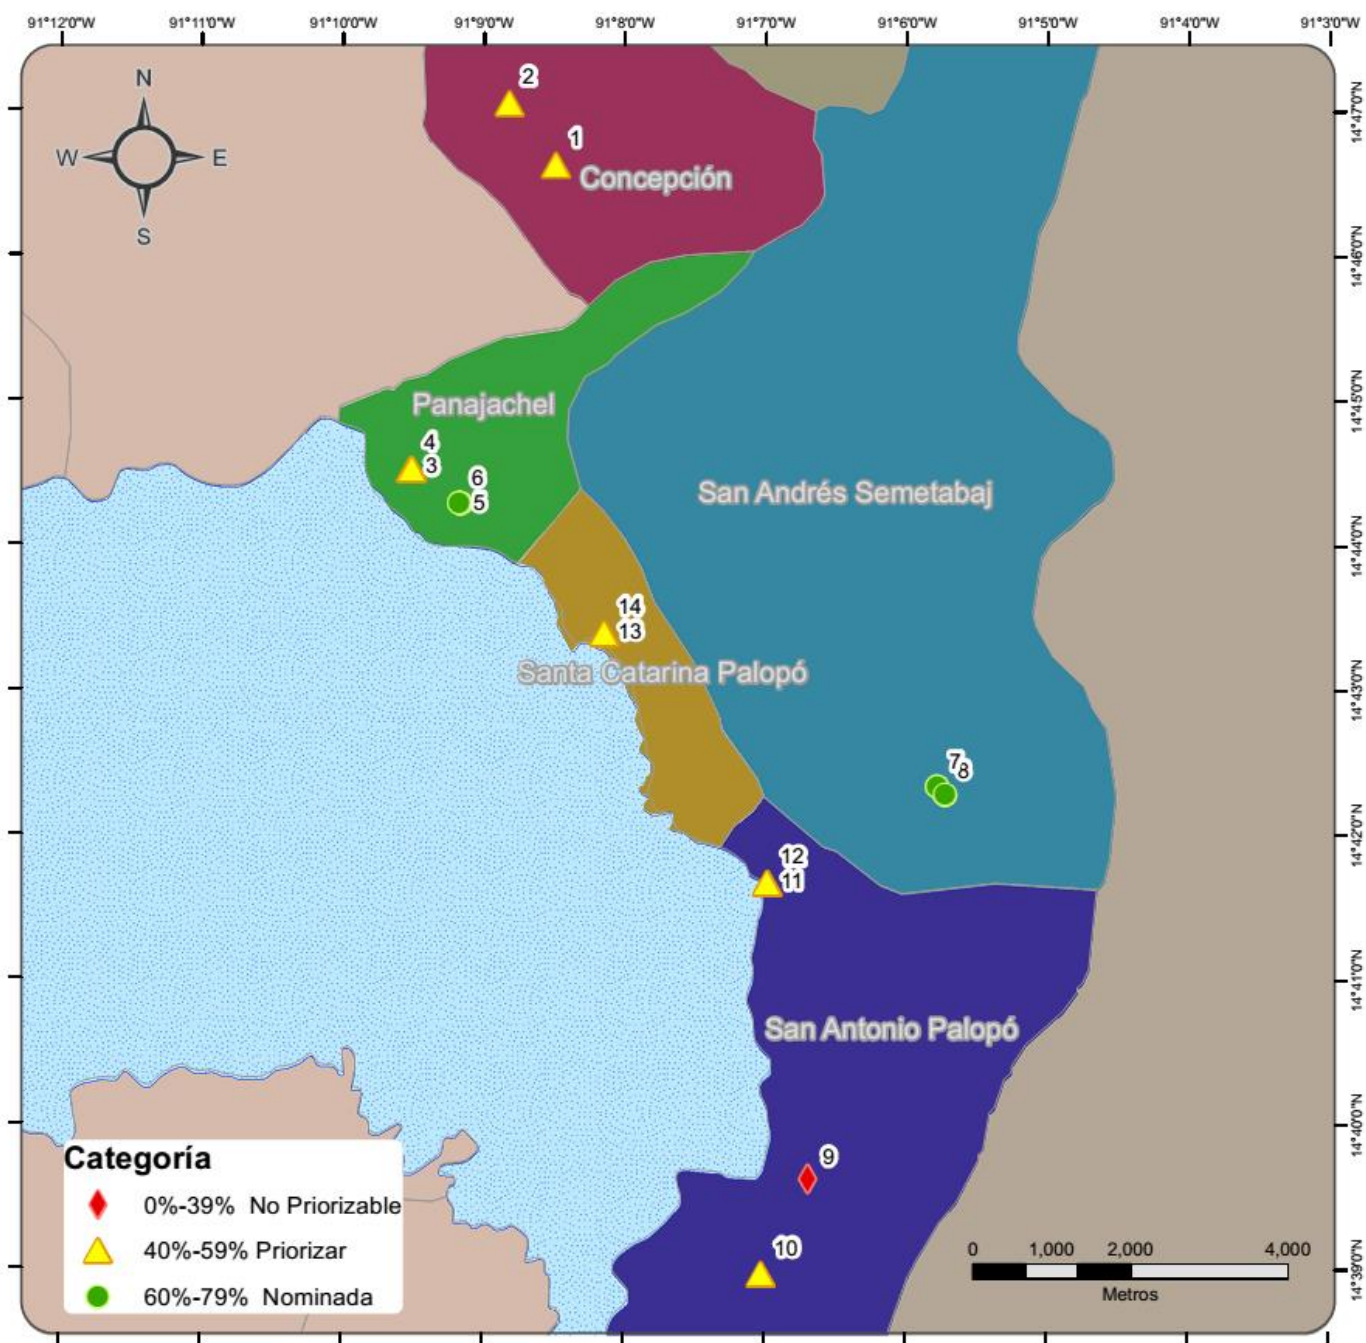 91°12'0"W 91°11'0"W 91°10'0"W 91°9'0"W 91°8'0"W 91°7'0"W 91°6'0"W 91°5'0"W 91°4'0"W 91°3'0"W
N
W E
S
2
1
Concepción
14°47'0"N
14°46'0"N
Panajachel
14°45'0"N
4
3
6
5
San Andrés Semetabaj
14°44'0"N
14
13
Santa Catarina Palopó
14°43'0"N
7
8
14°42'0"N
12
11
14°41'0"N
San Antonio Palopó
14°40'0"N
9
10
14°39'0"N
Categoría
0%-39% No Priorizable
40%-59% Priorizar
60%-79% Nominada
0 1,000 2,000 4,000
Metros